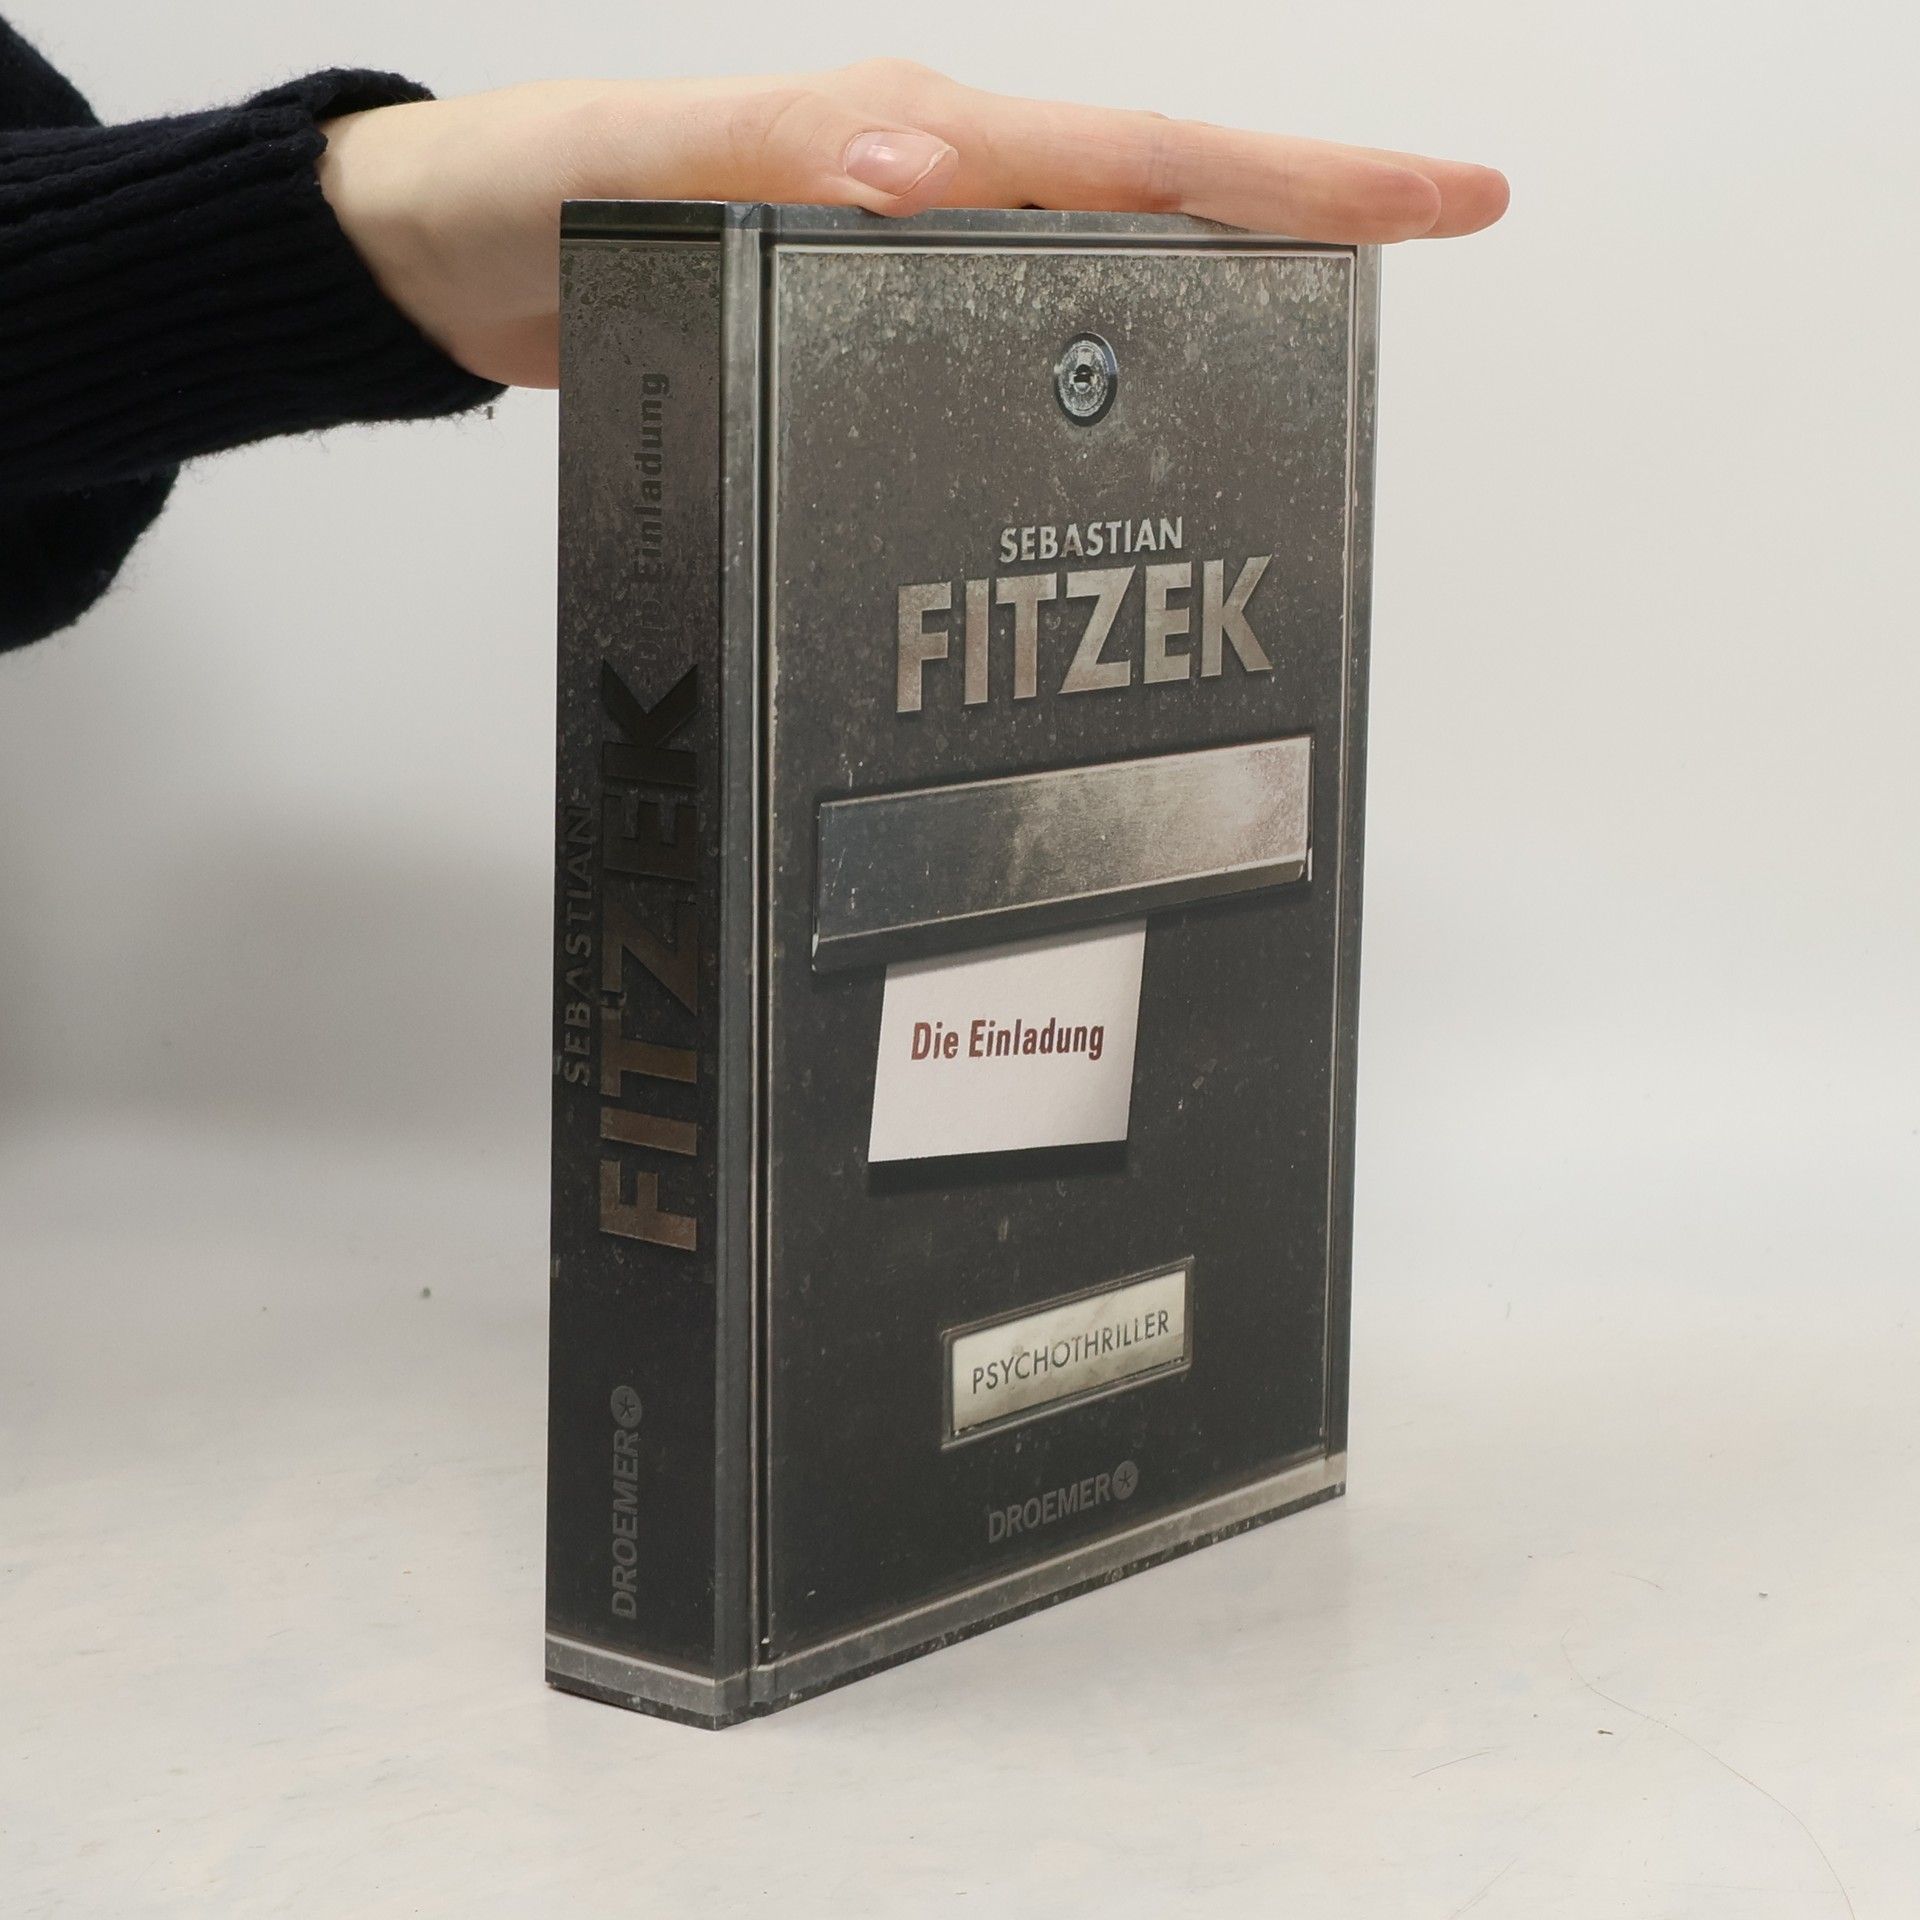 Die Einladung
SEBASTIAN
FITZEK
DROEMER
SEBASTIAN
FITZEK
Die Einladung
PSYCHOTHRILLER
DROEMER